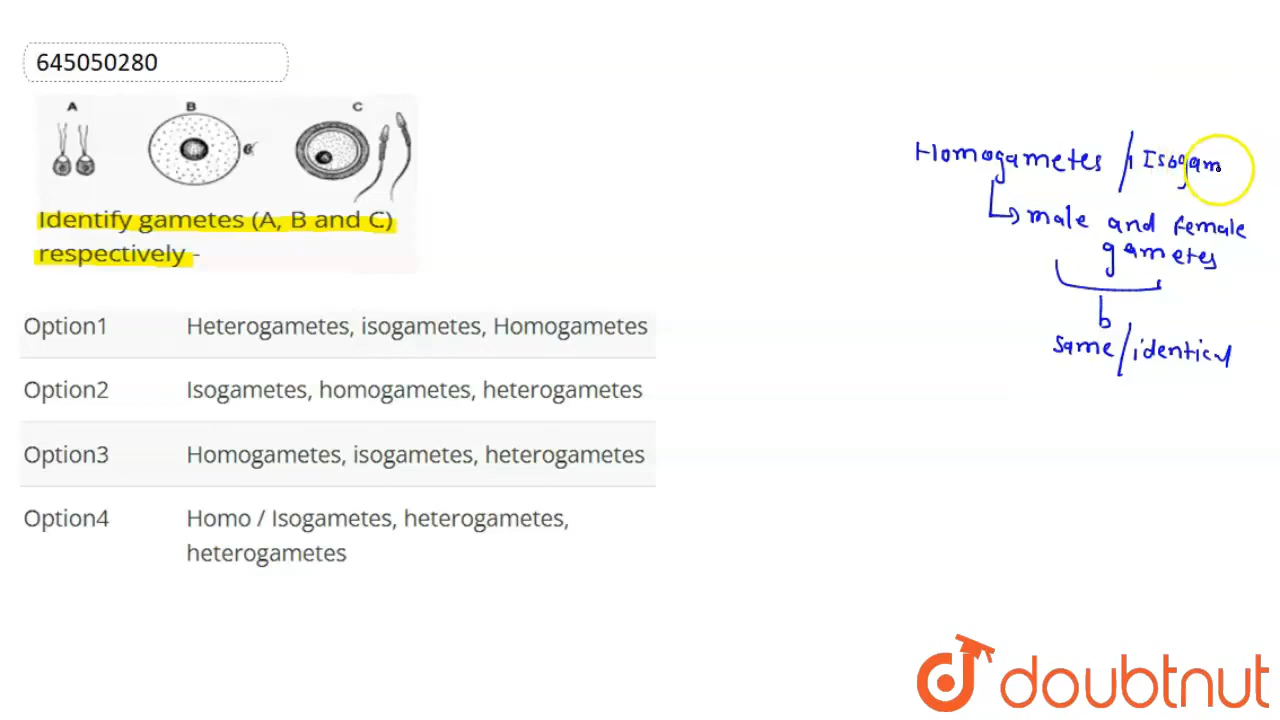 645050280
A B C
Identify gametes (A, B and C)
respectively -
Option1 Heterogametes, isogametes, Homogametes
Option2 Isogametes, homogametes, heterogametes
Option3 Homogametes, isogametes, heterogametes
Option4 Homo / Isogametes, heterogametes,
heterogametes
Homogametes / Isogam
male and female
gametes
same/identical
doubtnut